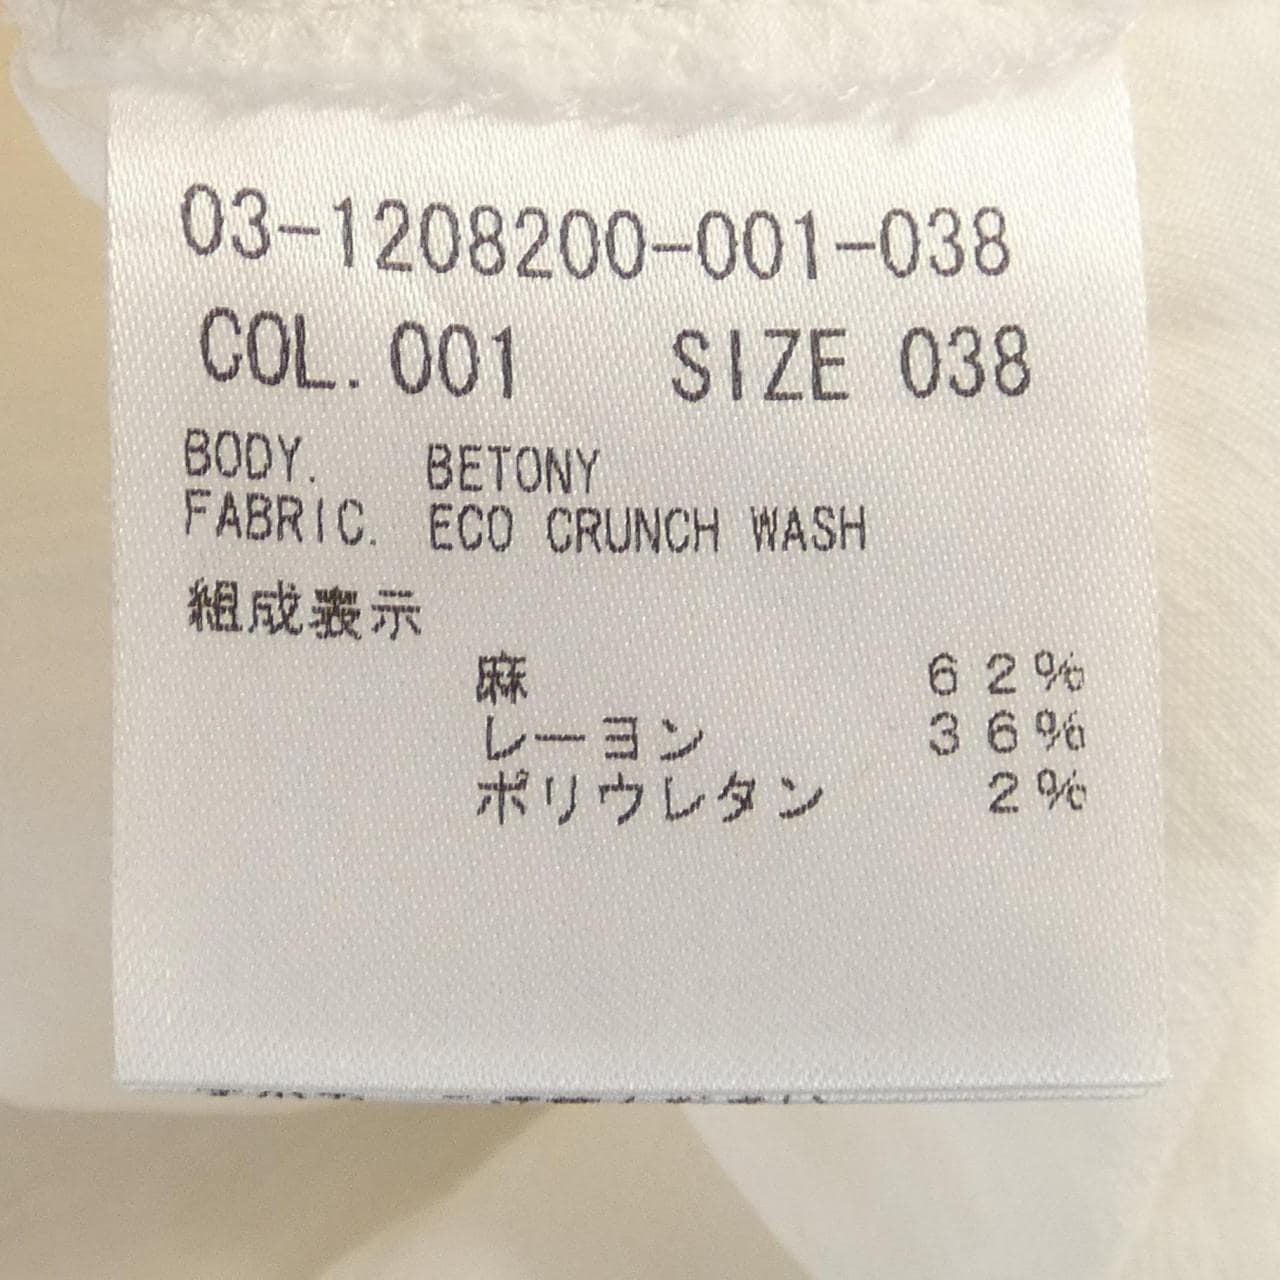 03-1208200-001-038
COL.001 SIZE 038
BODY. BETONY
FABRIC. ECO CRUNCH WASH
組成表示
麻 62%
レーヨン 36%
ポリウレタン 2%